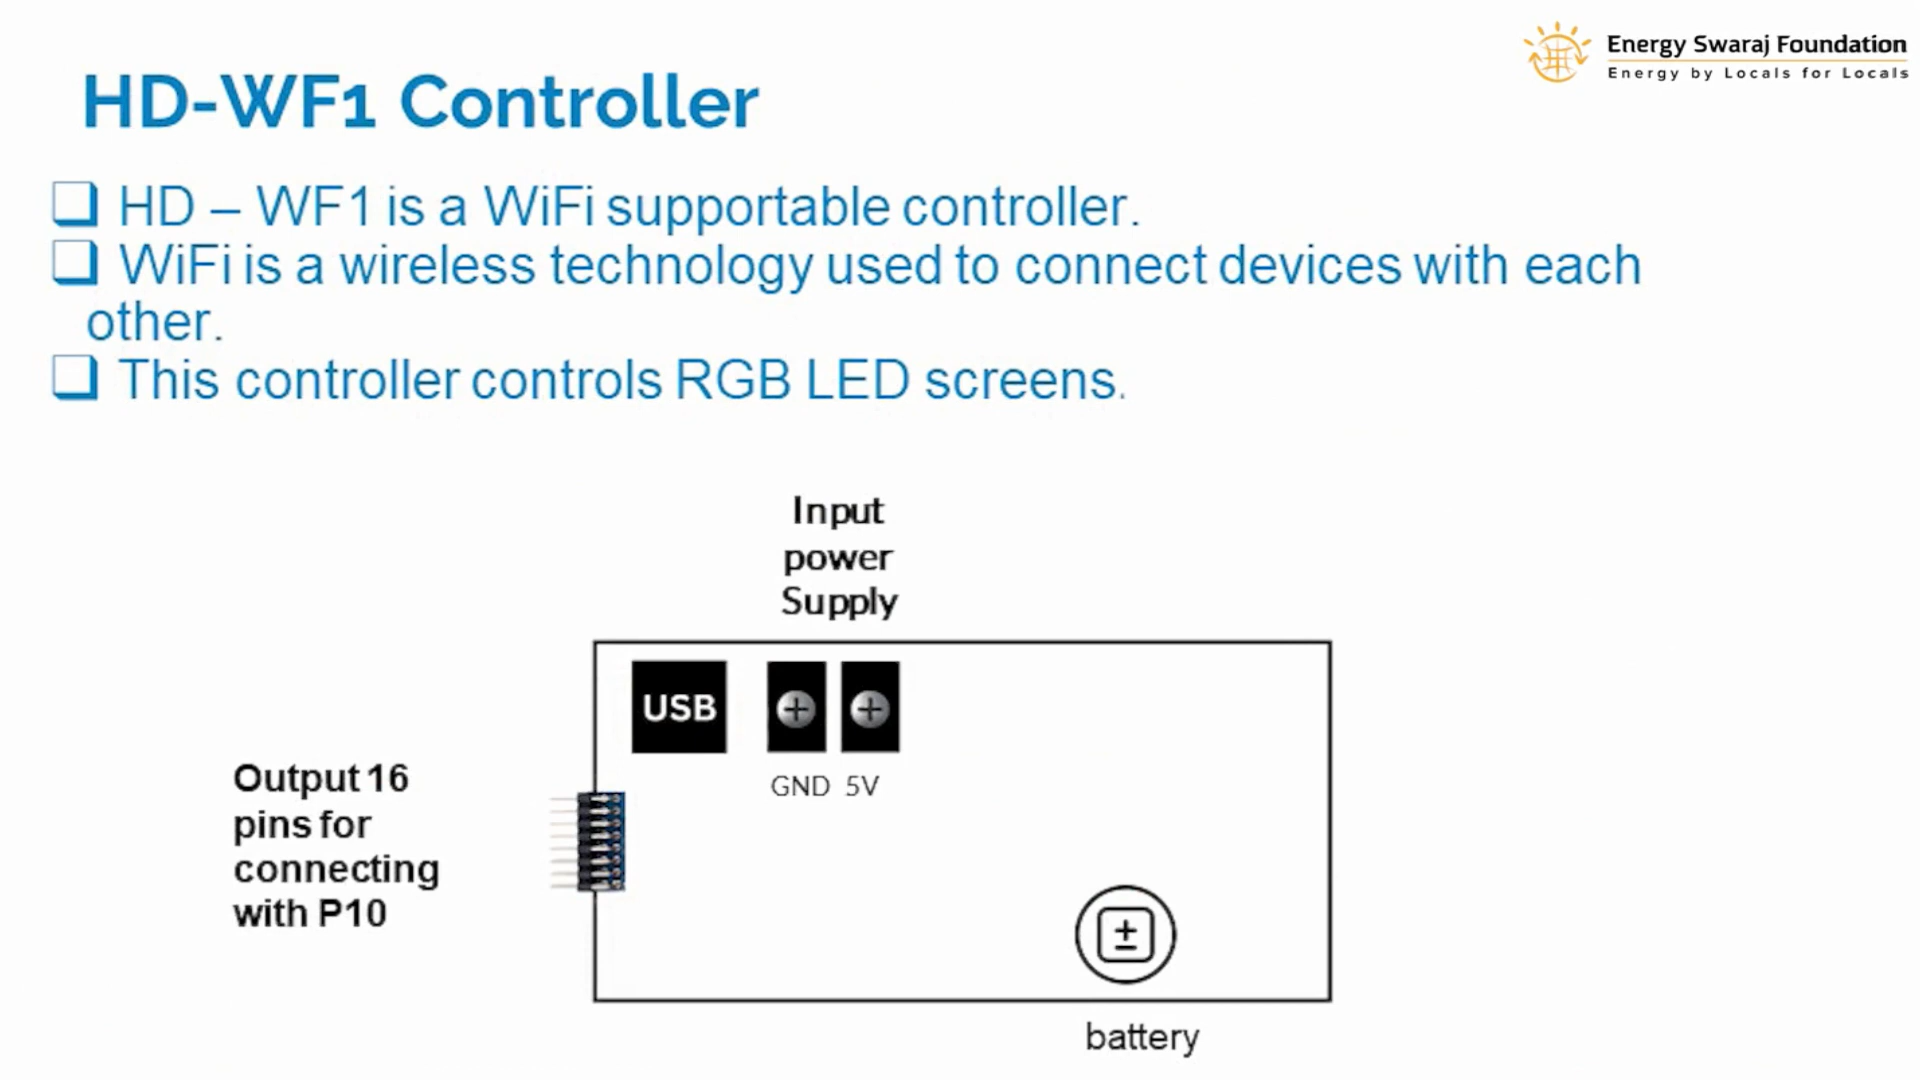 Energy Swaraj Foundation
Energy by Locals for Locals
HD-WF1 Controller
HD – WF1 is a WiFi supportable controller.
WiFi is a wireless technology used to connect devices with each
other.
This controller controls RGB LED screens.
Input
power
Supply
USB
GND 5V
Output 16
pins for
connecting
with P10
battery